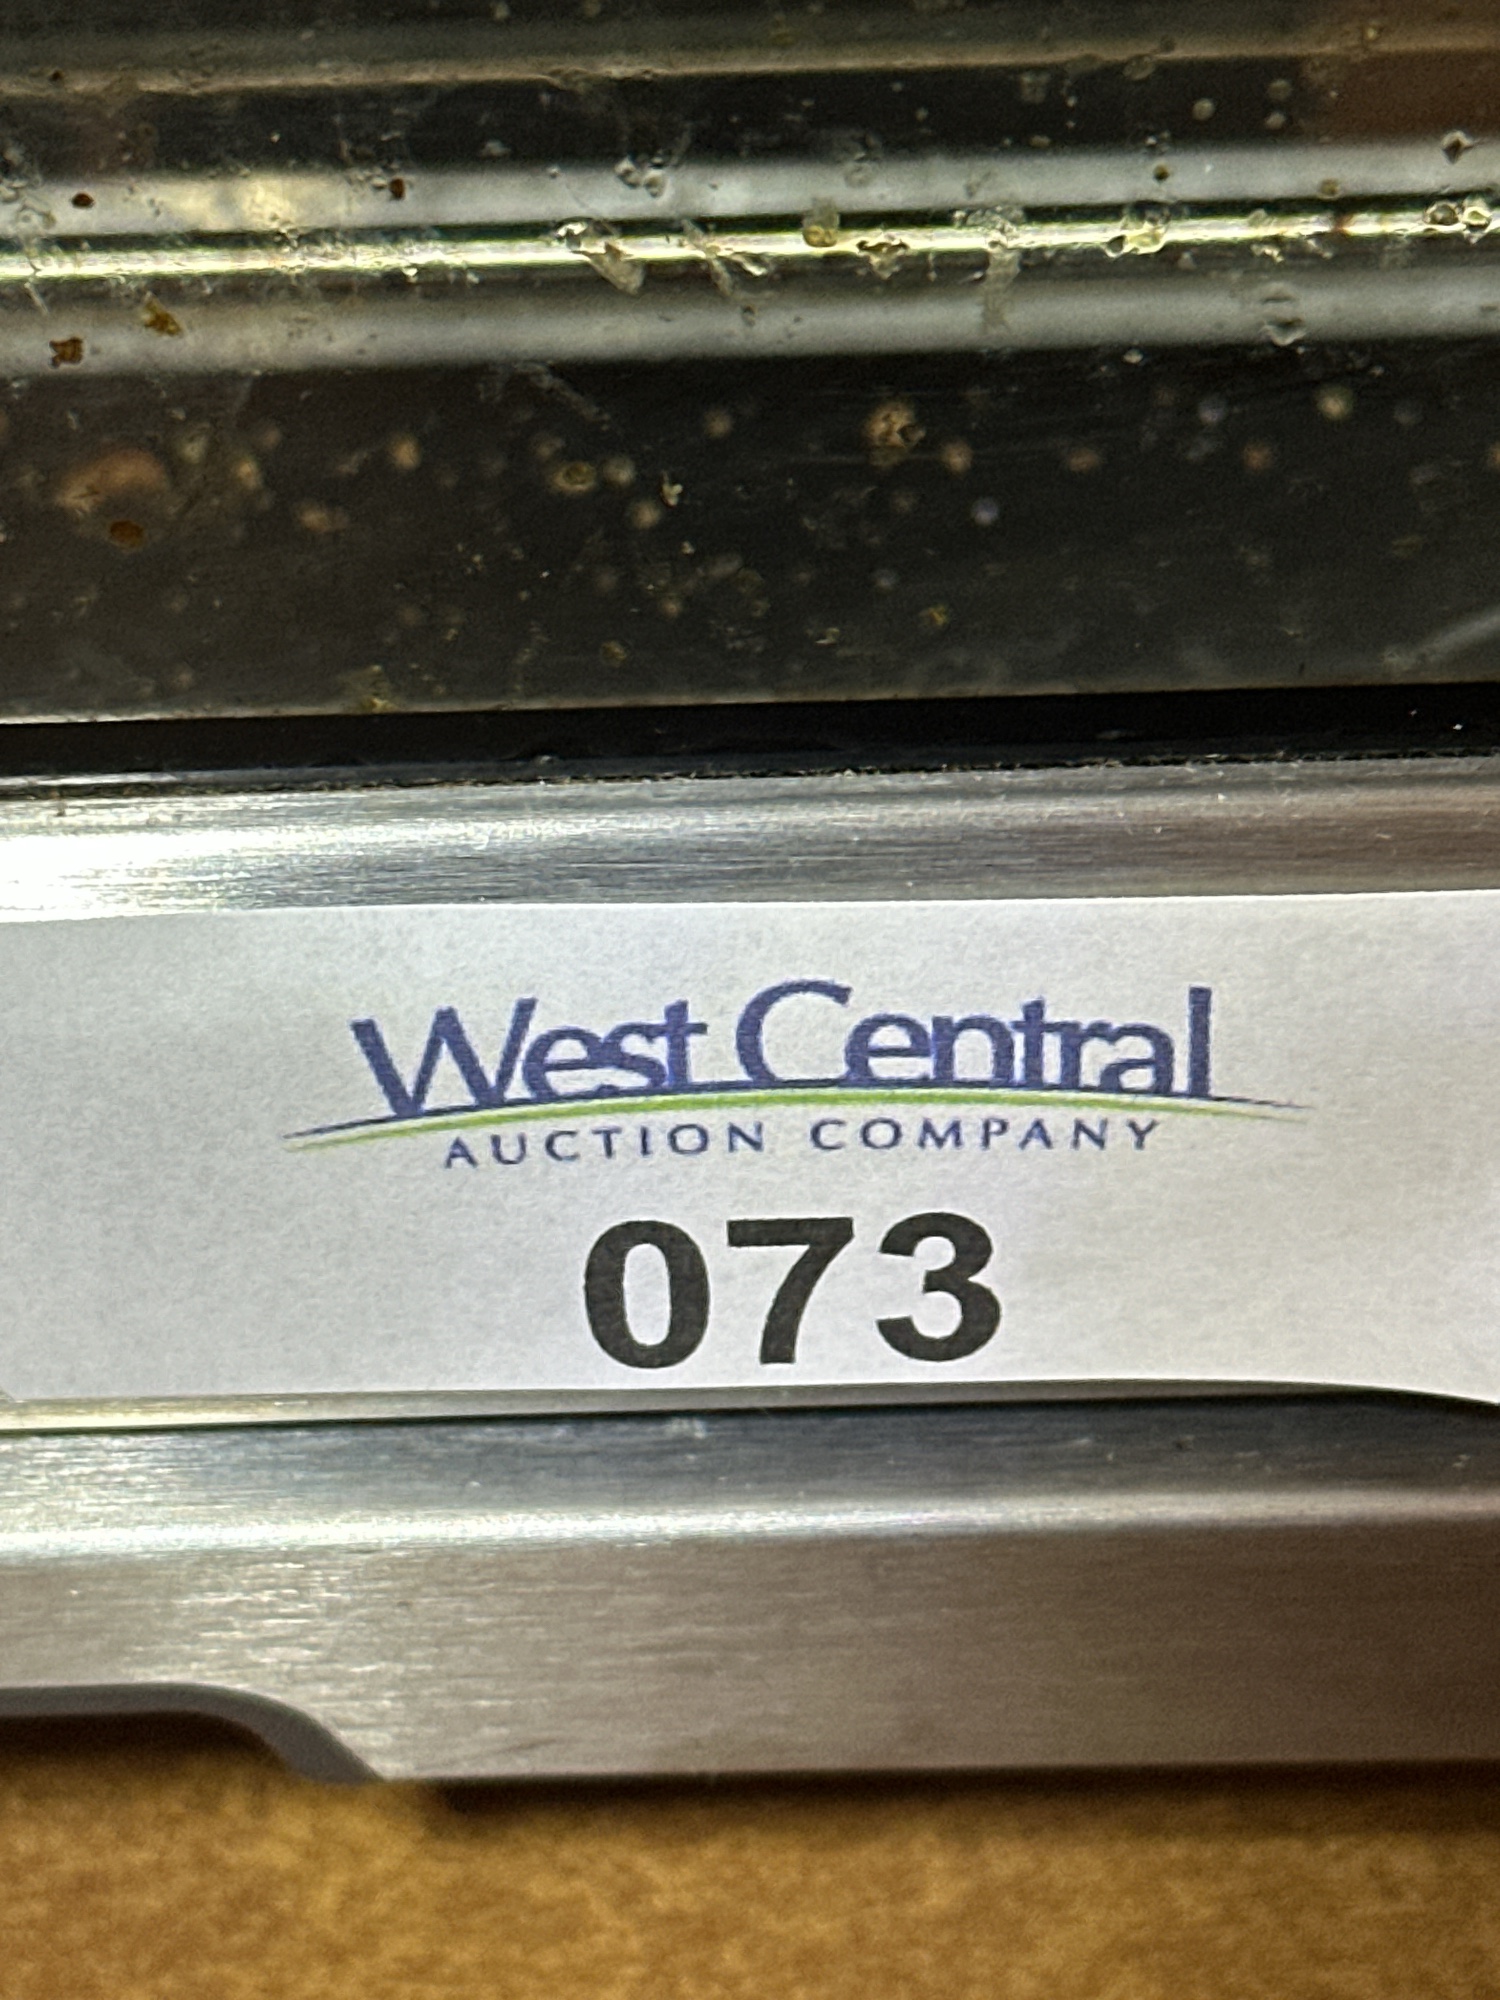 West Central
AUCTION COMPANY
073